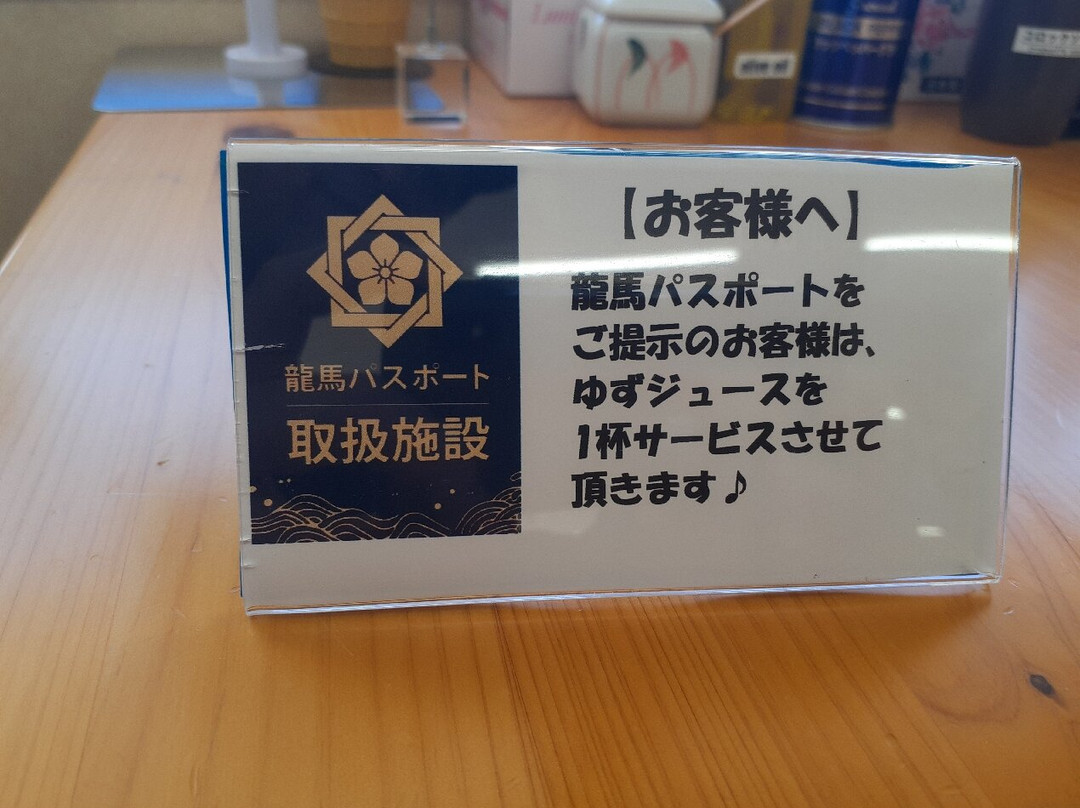 龍馬パスポート
取扱施設
【お客様へ】
龍馬パスポートを
ご提示のお客様は、
ゆずジュースを
1杯サービスさせて
頂きます♪